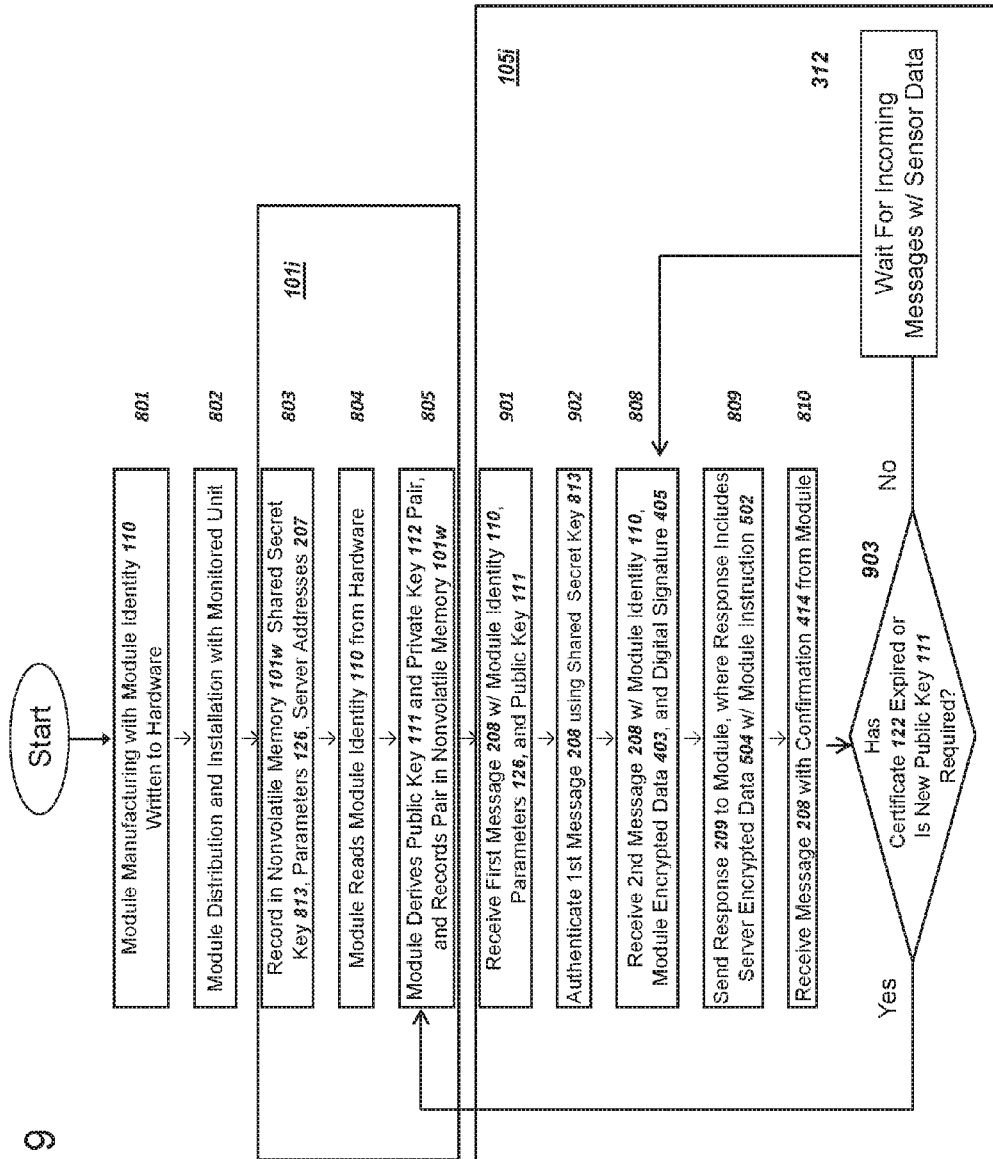 9
Start
Module Manufacturing with Module Identity 110
Written to Hardware
801
Module Distribution and Installation with Monitored Unit
802
101i
Record in Nonvolatile Memory 101w Shared Secret
Key 813, Parameters 126, Server Addresses 207
803
Module Reads Module Identity 110 from Hardware
804
Module Derives Public Key 111 and Private Key 112 Pair,
and Records Pair in Nonvolatile Memory 101w
805
105i
Receive First Message 208 w/ Module Identity 110,
Parameters 126, and Public Key 111
901
Authenticate 1st Message 208 using Shared Secret Key 813
902
Receive 2nd Message 208 w/ Module Identity 110,
Module Encrypted Data 403, and Digital Signature 405
808
Send Response 209 to Module, where Response Includes
Server Encrypted Data 504 w/ Module Instruction 502
809
Receive Message 208 with Confirmation 414 from Module
810
903
Has
Certificate 122 Expired or
Is New Public Key 111
Required?
Yes
No
Wait For Incoming
Messages w/ Sensor Data
312